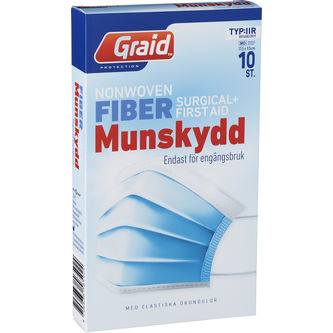 Graid
PROTECTION
TYP:IIR
10
ST.
NONWOVEN
FIBER SURGICAL+
FIRST AID
Munskydd
Endast för engångsbruk
MED ELASTISKA ÖRONÖGLOR